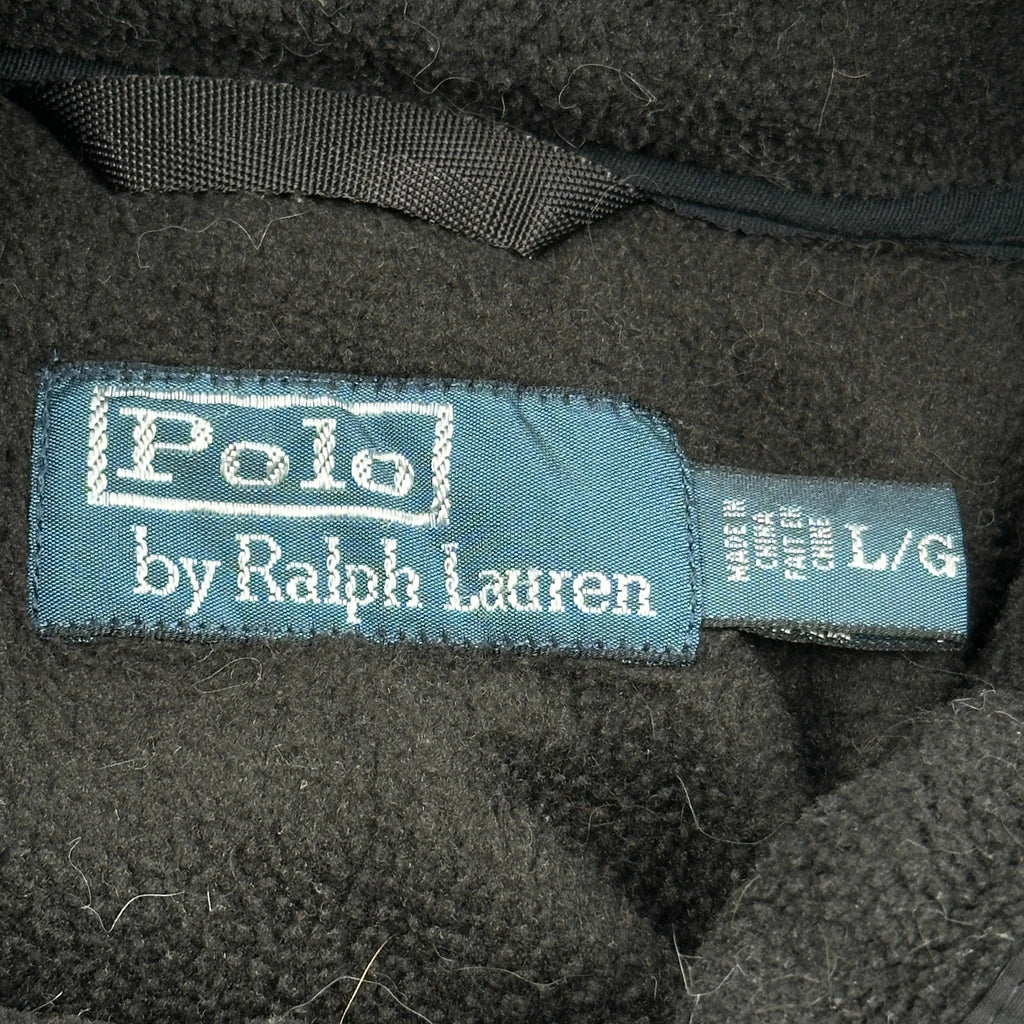 Polo
by Ralph Lauren
MADE IN
CHINA
FAIT EN
CHINE
L/G